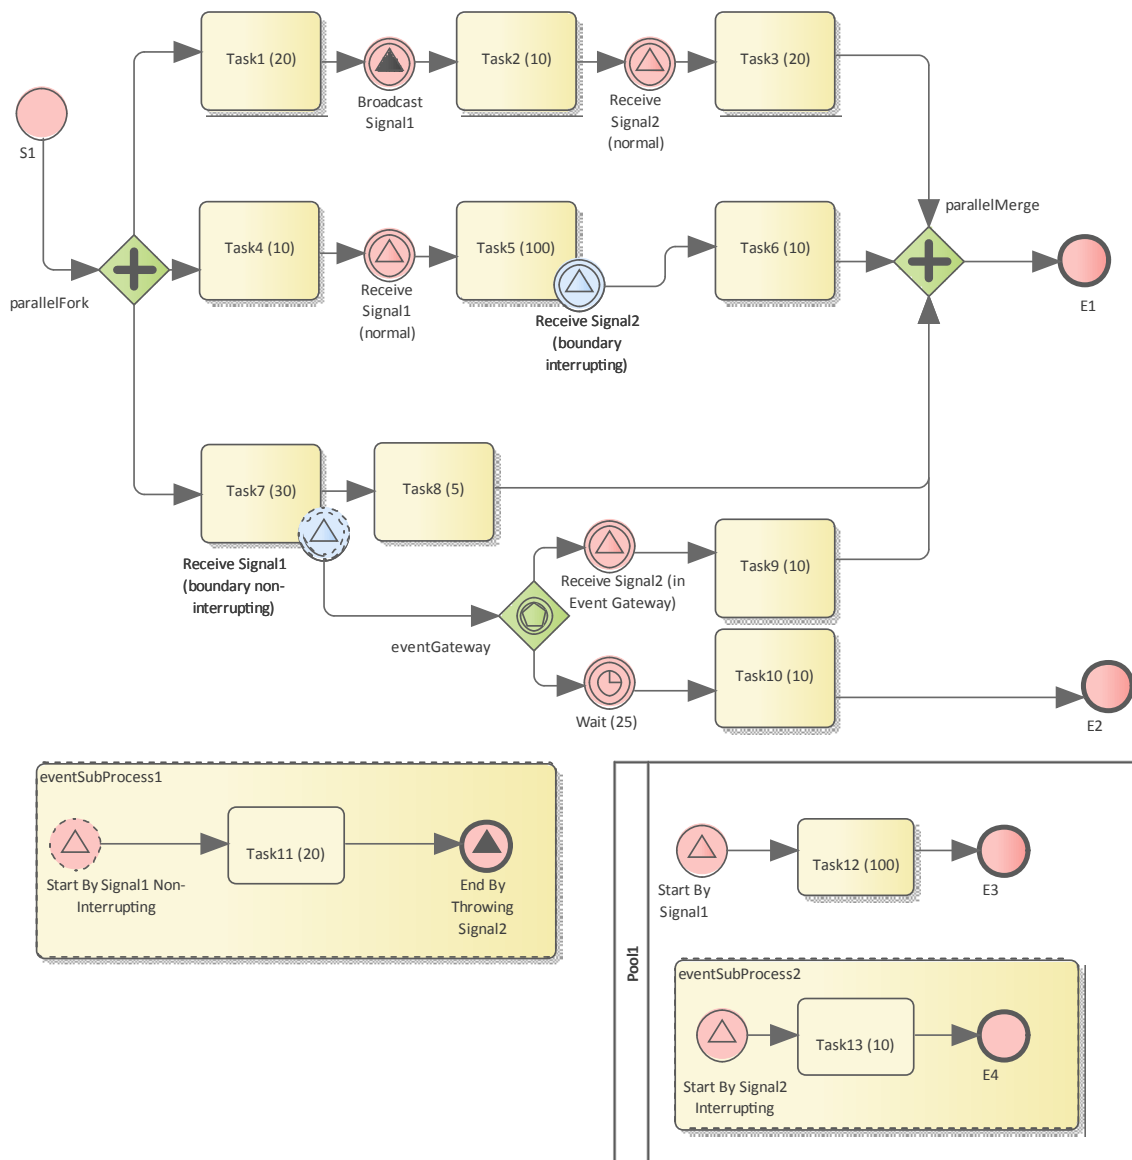 Task1 (20)
Broadcast
Signal1
Task2 (10)
Receive
Signal2
(normal)
Task3 (20)
S1
parallelFork
Task4 (10)
Receive
Signal1
(normal)
Task5 (100)
Receive Signal2
(boundary
interrupting)
Task6 (10)
parallelMerge
E1
Task7 (30)
Receive Signal1
(boundary non-
interrupting)
Task8 (5)
eventGateway
Receive Signal2 (in
Event Gateway)
Task9 (10)
Wait (25)
Task10 (10)
E2
eventSubProcess1
Start By Signal1 Non-
Interrupting
Task11 (20)
End By
Throwing
Signal2
Pool1
Start By
Signal1
Task12 (100)
E3
eventSubProcess2
Start By Signal2
Interrupting
Task13 (10)
E4